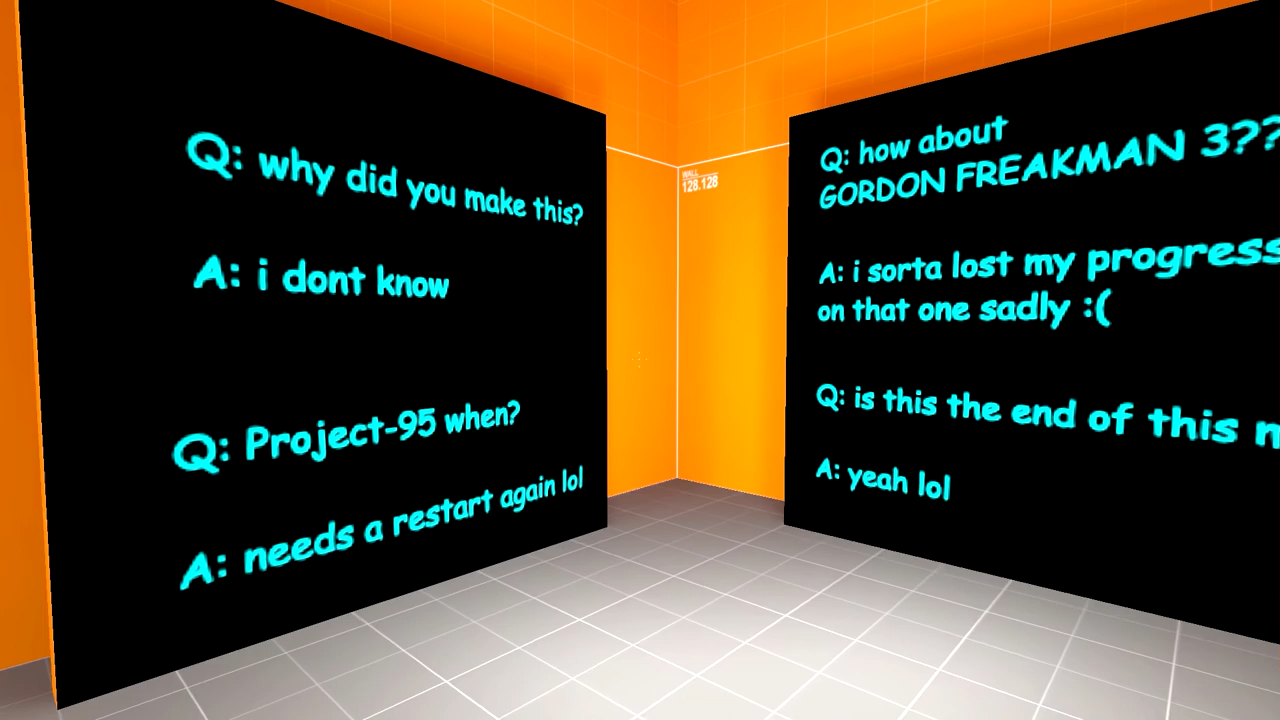 Q: why did you make this?
A: i dont know
Q: Project-95 when?
A: needs a restart again lol
WALL
128.128
Q: how about
GORDON FREAKMAN 3??
A: i sorta lost my progress
on that one sadly :(
Q: is this the end of this
A: yeah lol